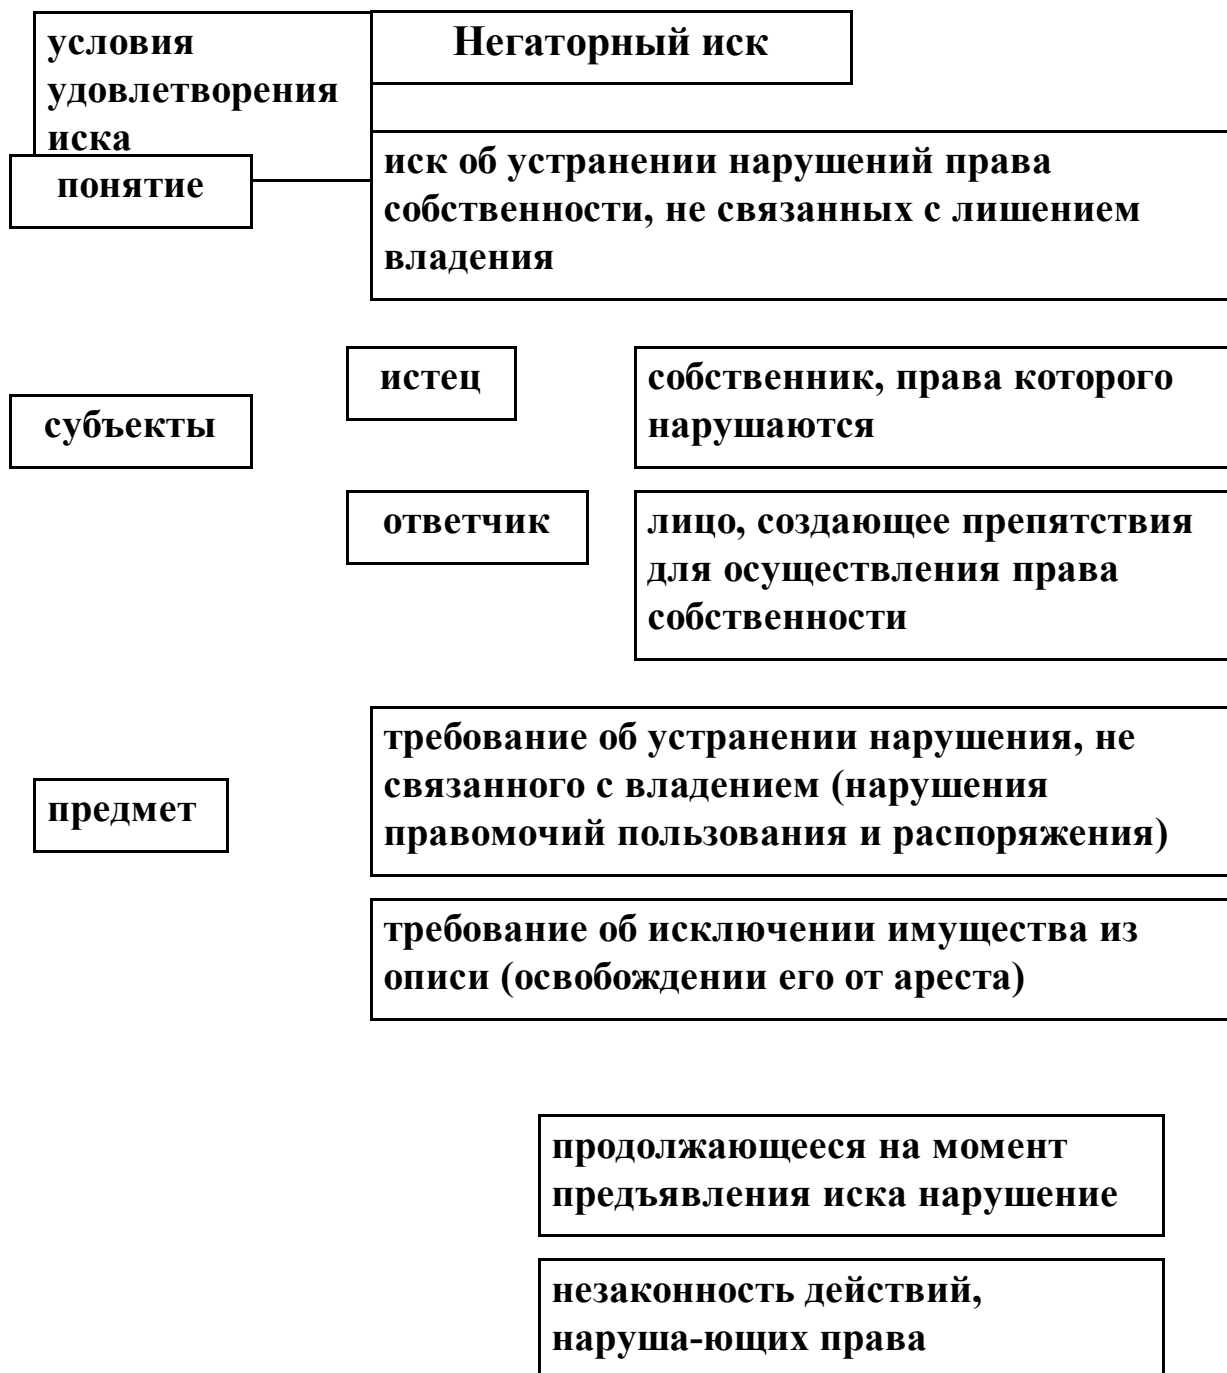 условия
удовлетворения
иска
Негаторный иск
понятие
иск об устранении нарушений права
собственности, не связанных с лишением
владения
субъекты
истец
собственник, права которого
нарушаются
ответчик
лицо, создающее препятствия
для осуществления права
собственности
предмет
требование об устранении нарушения, не
связанного с владением (нарушения
правомочий пользования и распоряжения)
требование об исключении имущества из
описи (освобождении его от ареста)
продолжающееся на момент
предъявления иска нарушение
незаконность действий,
наруша-ющих права